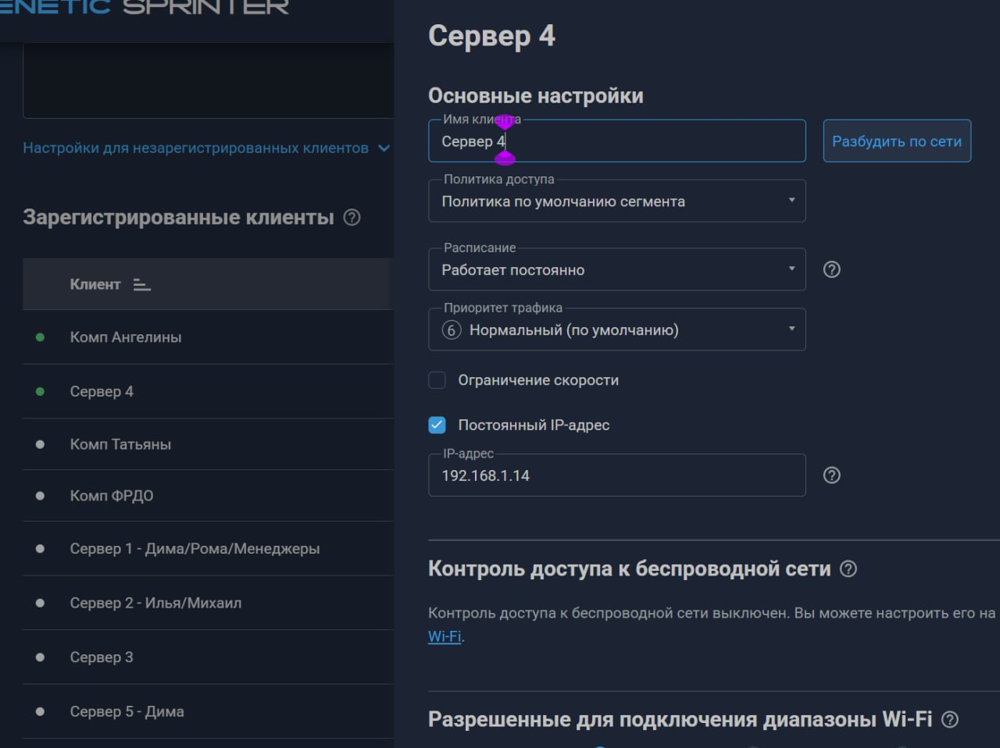 ENETIC SPRINTER
Настройки для незарегистрированных клиентов
Зарегистрированные клиенты
Клиент
Комп Ангелины
Сервер 4
Комп Татьяны
Комп ФРДО
Сервер 1 - Дима/Рома/Менеджеры
Сервер 2 - Илья/Михаил
Сервер 3
Сервер 5 - Дима
Сервер 4
Основные настройки
Имя клиента
Сервер 4
Разбудить по сети
Политика доступа
Политика по умолчанию сегмента
Расписание
Работает постоянно
Приоритет трафика
6 Нормальный (по умолчанию)
Ограничение скорости
Постоянный IP-адрес
IP-адрес
192.168.1.14
Контроль доступа к беспроводной сети
Контроль доступа к беспроводной сети выключен. Вы можете настроить его на
Wi-Fi.
Разрешенные для подключения диапазоны Wi-Fi